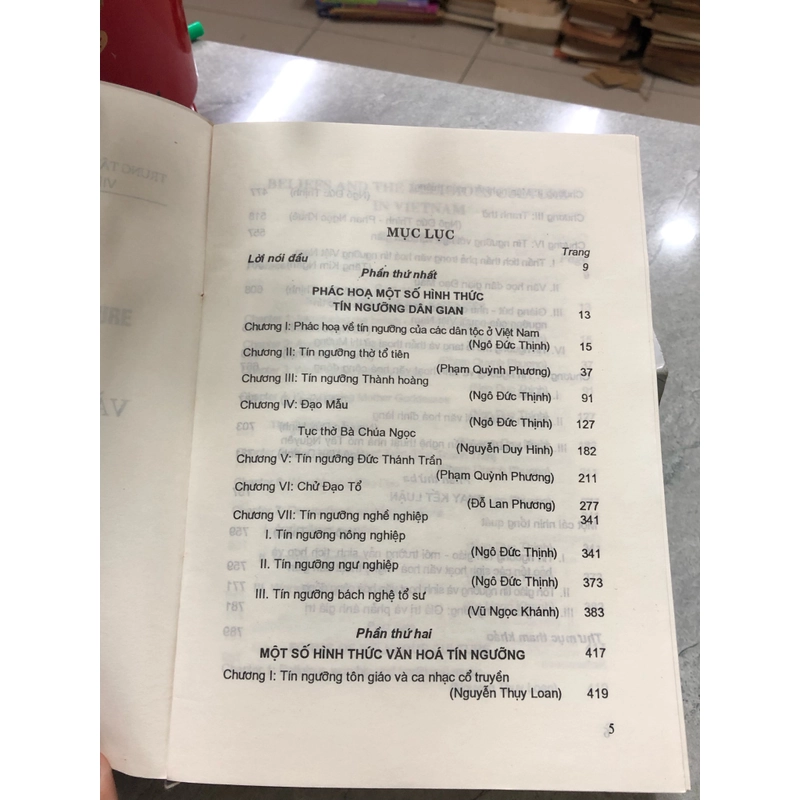 MỤC LỤC
Trang
Lời nói đầu 9
Phần thứ nhất
PHÁC HOẠ MỘT SỐ HÌNH THỨC
TÍN NGƯỠNG DÂN GIAN 13
Chương I: Phác hoạ về tín ngưỡng của các dân tộc ở Việt Nam
(Ngô Đức Thịnh) 15
Chương II: Tín ngưỡng thờ tổ tiên
(Phạm Quỳnh Phương) 37
Chương III: Tín ngưỡng Thành hoàng
(Ngô Đức Thịnh) 91
Chương IV: Đạo Mẫu
(Ngô Đức Thịnh) 127
Tục thờ Bà Chúa Ngọc
(Nguyễn Duy Hinh) 182
Chương V: Tín ngưỡng Đức Thánh Trần
(Phạm Quỳnh Phương) 211
Chương VI: Chử Đạo Tổ
(Đỗ Lan Phương) 277
Chương VII: Tín ngưỡng nghề nghiệp 341
I. Tín ngưỡng nông nghiệp
(Ngô Đức Thịnh) 341
II. Tín ngưỡng ngư nghiệp
(Ngô Đức Thịnh) 373
III. Tín ngưỡng bách nghệ tổ sư
(Vũ Ngọc Khánh) 383
Phần thứ hai
MỘT SỐ HÌNH THỨC VĂN HOÁ TÍN NGƯỠNG 417
Chương I: Tín ngưỡng tôn giáo và ca nhạc cổ truyền
(Nguyễn Thụy Loan) 419
5